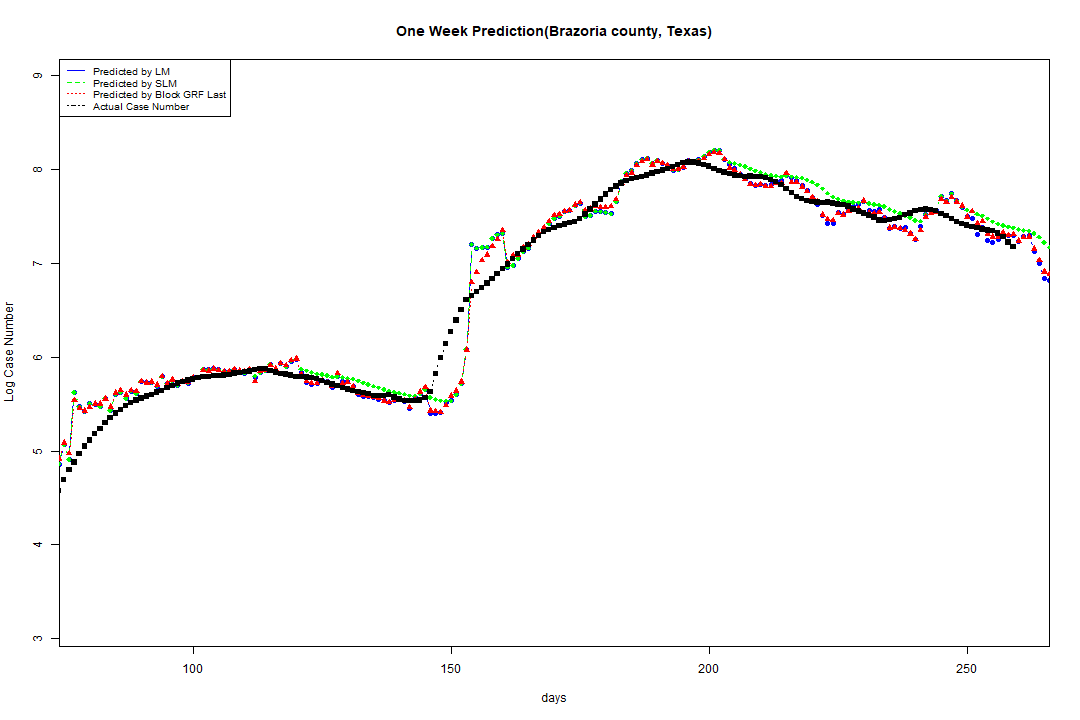 One Week Prediction(Brazoria county, Texas)
Predicted by LM
Predicted by SLM
Predicted by Block GRF Last
Actual Case Number
9
8
7
6
5
4
3
Log Case Number
100
150
200
250
days